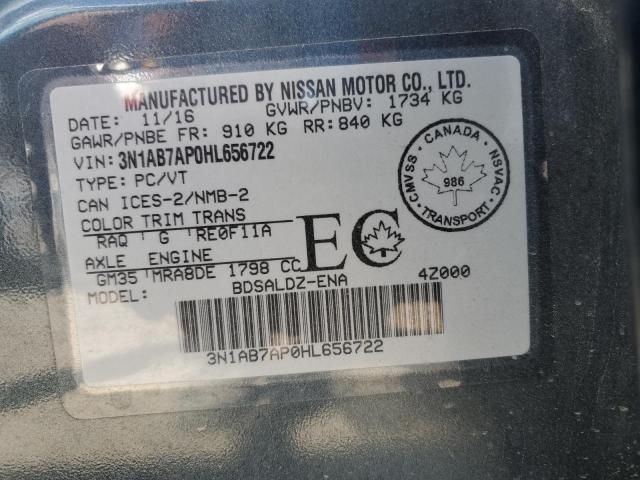 MANUFACTURED BY NISSAN MOTOR CO., LTD.
DATE: 11/16 GVWR/PNBV: 1734 KG
GAWR/PNBE FR: 910 KG RR: 840 KG
VIN: 3N1AB7AP0HL656722
TYPE: PC/VT
CAN ICES-2/NMB-2
COLOR TRIM TRANS
RAQ G RE0F11A
AXLE ENGINE
GM35 MRA8DE 1798 CC
MODEL: BDSALDZ-ENA 4Z000
EC
3N1AB7AP0HL656722
CANADA
CMVSS NSVAC
986
TRANSPORT